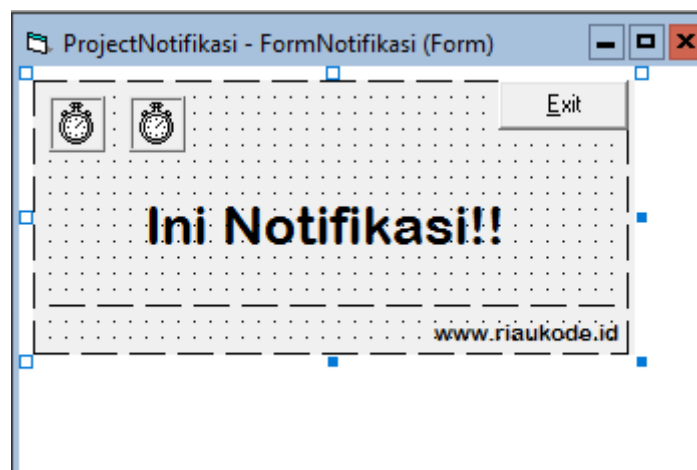 ProjectNotifikasi - FormNotifikasi (Form)
Exit
Ini Notifikasi!!
www.riaukode.id